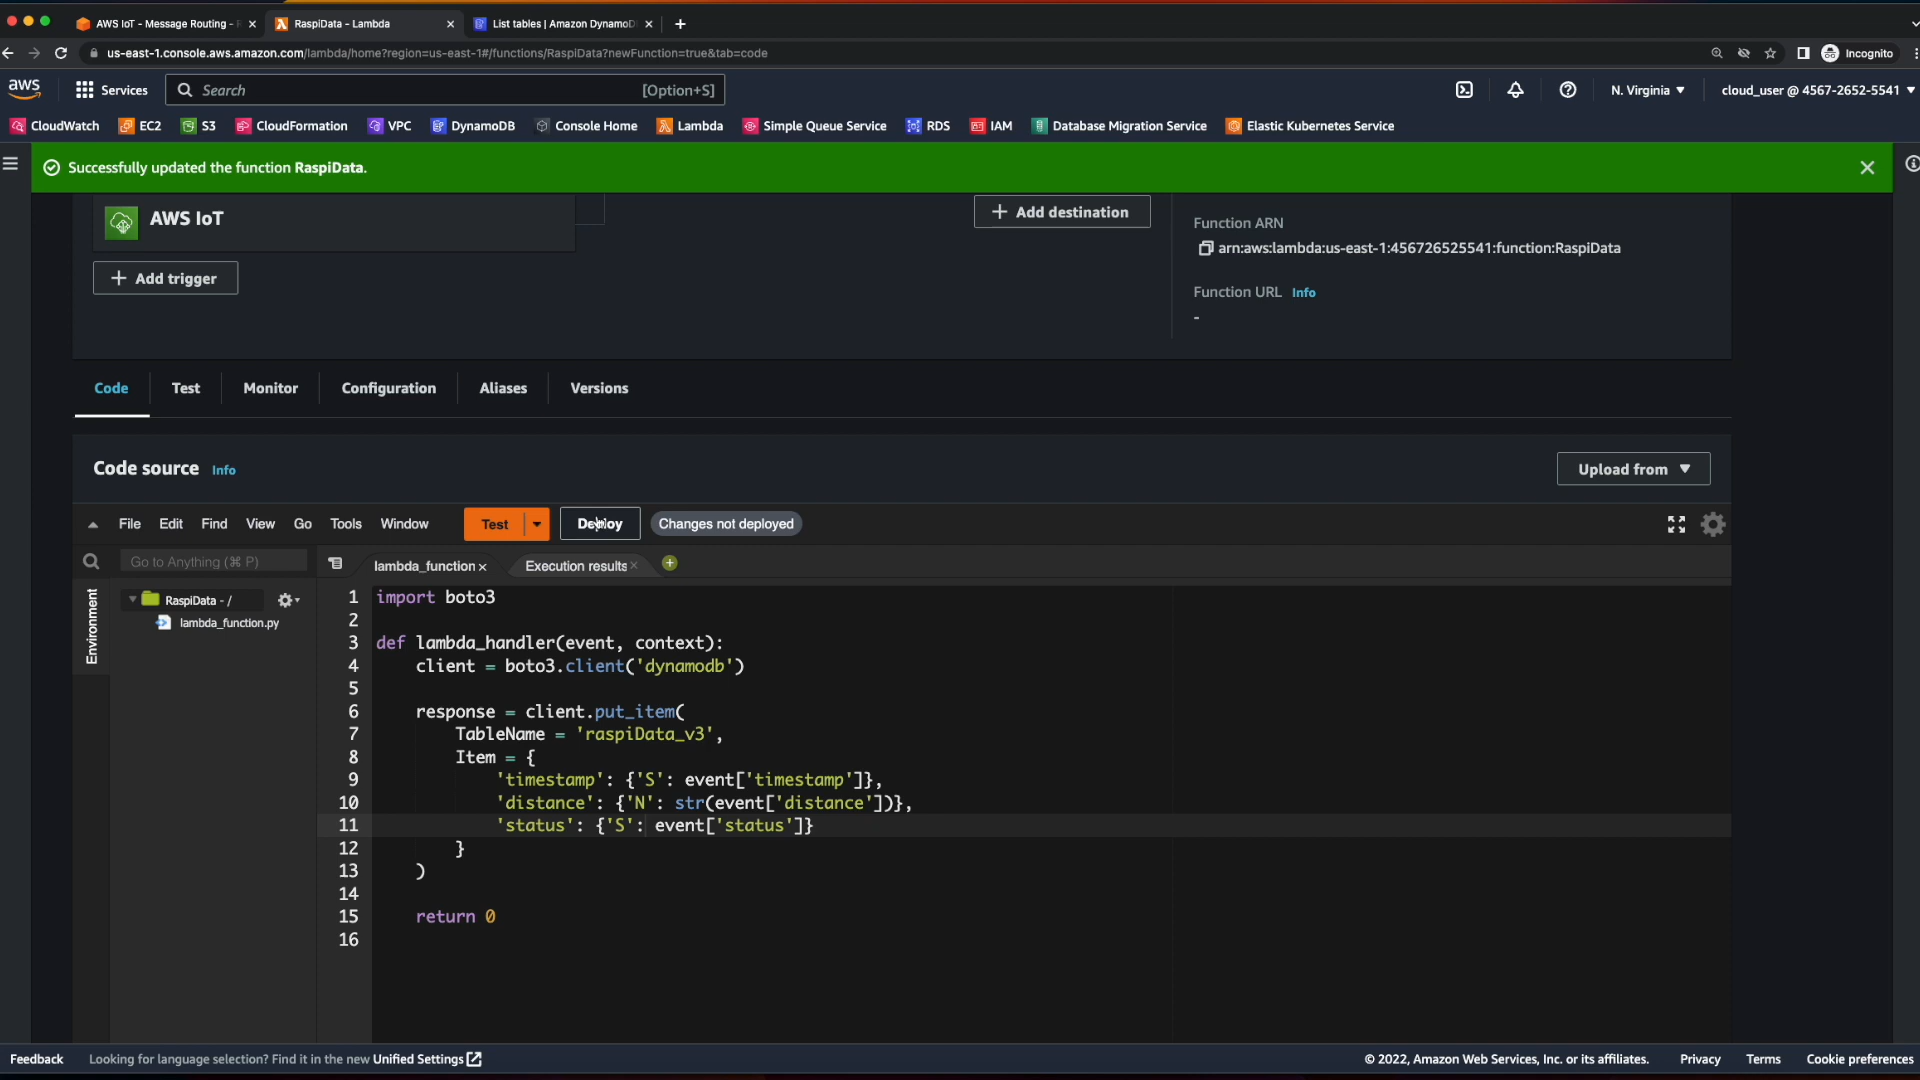 AWS IoT - Message Routing -
RaspiData - Lambda
List tables | Amazon DynamoD
us-east-1.console.aws.amazon.com/lambda/home?region=us-east-1#/functions/RaspiData?newFunction=true&tab=code
Incognito
aws
Services
Search
[Option+S]
N. Virginia
cloud_user @ 4567-2652-5541
CloudWatch
EC2
S3
CloudFormation
VPC
DynamoDB
Console Home
Lambda
Simple Queue Service
RDS
IAM
Database Migration Service
Elastic Kubernetes Service
Successfully updated the function RaspiData.
AWS IoT
+ Add destination
+ Add trigger
Function ARN
arn:aws:lambda:us-east-1:456726525541:function:RaspiData
Function URL Info
-
Code
Test
Monitor
Configuration
Aliases
Versions
Code source Info
Upload from
File Edit Find View Go Tools Window
Test
Deploy
Changes not deployed
Go to Anything (⌘ P)
lambda_function
Execution results
Environment
RaspiData - /
lambda_function.py
1 import boto3
2
3 def lambda_handler(event, context):
4     client = boto3.client('dynamodb')
5
6     response = client.put_item(
7         TableName = 'raspiData_v3',
8         Item = {
9             'timestamp': {'S': event['timestamp']},
10             'distance': {'N': str(event['distance'])},
11             'status': {'S': event['status']}
12         }
13     )
14
15     return 0
16
Feedback
Looking for language selection? Find it in the new Unified Settings
© 2022, Amazon Web Services, Inc. or its affiliates.
Privacy
Terms
Cookie preferences